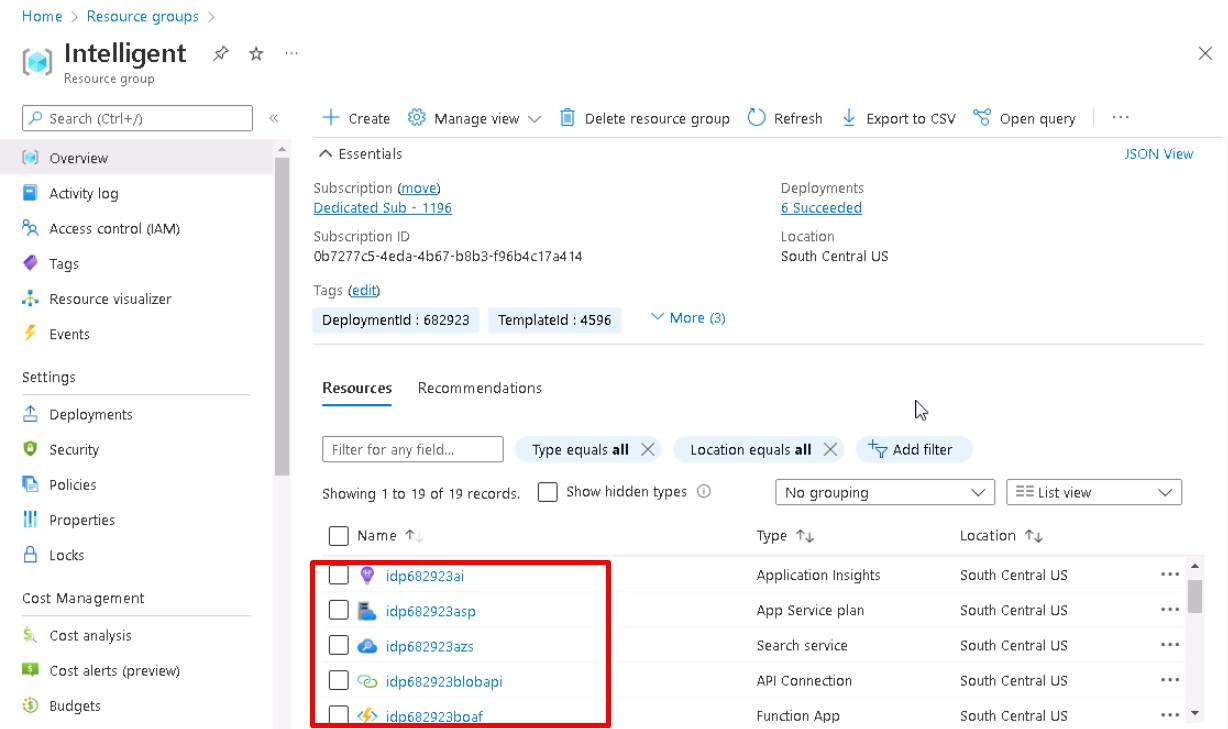 Home > Resource groups >
Intelligent ...
Resource group
Search (Ctrl+/) «
Create Manage view Delete resource group Refresh Export to CSV Open query ...
Overview
Activity log
Access control (IAM)
Tags
Resource visualizer
Events
Settings
Deployments
Security
Policies
Properties
Locks
Cost Management
Cost analysis
Cost alerts (preview)
Budgets
Essentials JSON View
Subscription (move) Deployments
Dedicated Sub - 1196 6 Succeeded
Subscription ID Location
0b7277c5-4eda-4b67-b8b3-f96b4c17a414 South Central US
Tags (edit)
DeploymentId : 682923 TemplateId : 4596 More (3)
Resources Recommendations
Filter for any field... Type equals all Location equals all Add filter
Showing 1 to 19 of 19 records. Show hidden types No grouping List view
Name ↑↓ Type ↑↓ Location ↑↓
idp682923ai Application Insights South Central US ...
idp682923asp App Service plan South Central US ...
idp682923azs Search service South Central US ...
idp682923blobapi API Connection South Central US ...
idp682923boaf Function App South Central US ...